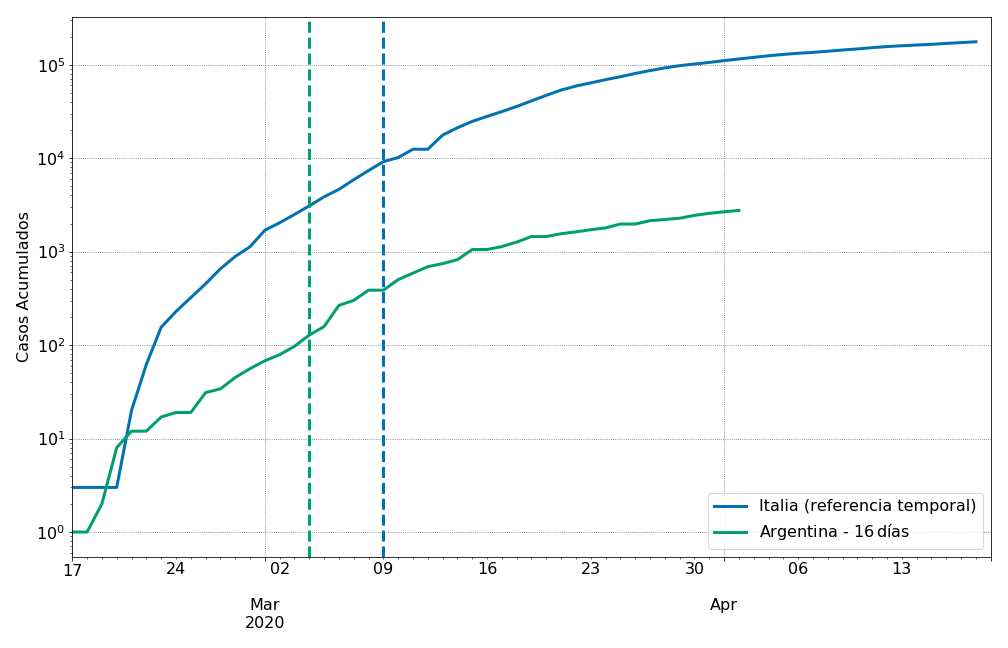 Casos Acumulados
10^5
10^4
10^3
10^2
10^1
10^0
Italia (referencia temporal)
Argentina - 16 días
17 24 02 09 16 23 30 06 13
Mar Apr
2020